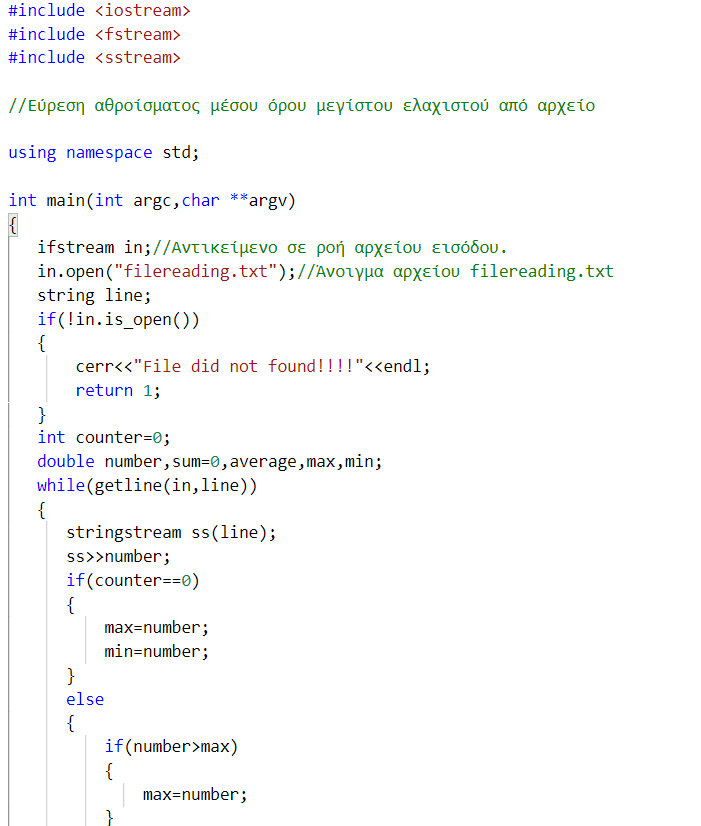 #include <iostream>
#include <fstream>
#include <sstream>
//Εύρεση αθροίσματος μέσου όρου μεγίστου ελαχιστού από αρχείο
using namespace std;
int main(int argc,char **argv)
{
    ifstream in;//Αντικείμενο σε ροή αρχείου εισόδου.
    in.open("filereading.txt");//Άνοιγμα αρχείου filereading.txt
    string line;
    if(!in.is_open())
    {
        cerr<<"File did not found!!!!"<<endl;
        return 1;
    }
    int counter=0;
    double number,sum=0,average,max,min;
    while(getline(in,line))
    {
        stringstream ss(line);
        ss>>number;
        if(counter==0)
        {
            max=number;
            min=number;
        }
        else
        {
            if(number>max)
            {
                max=number;
            }